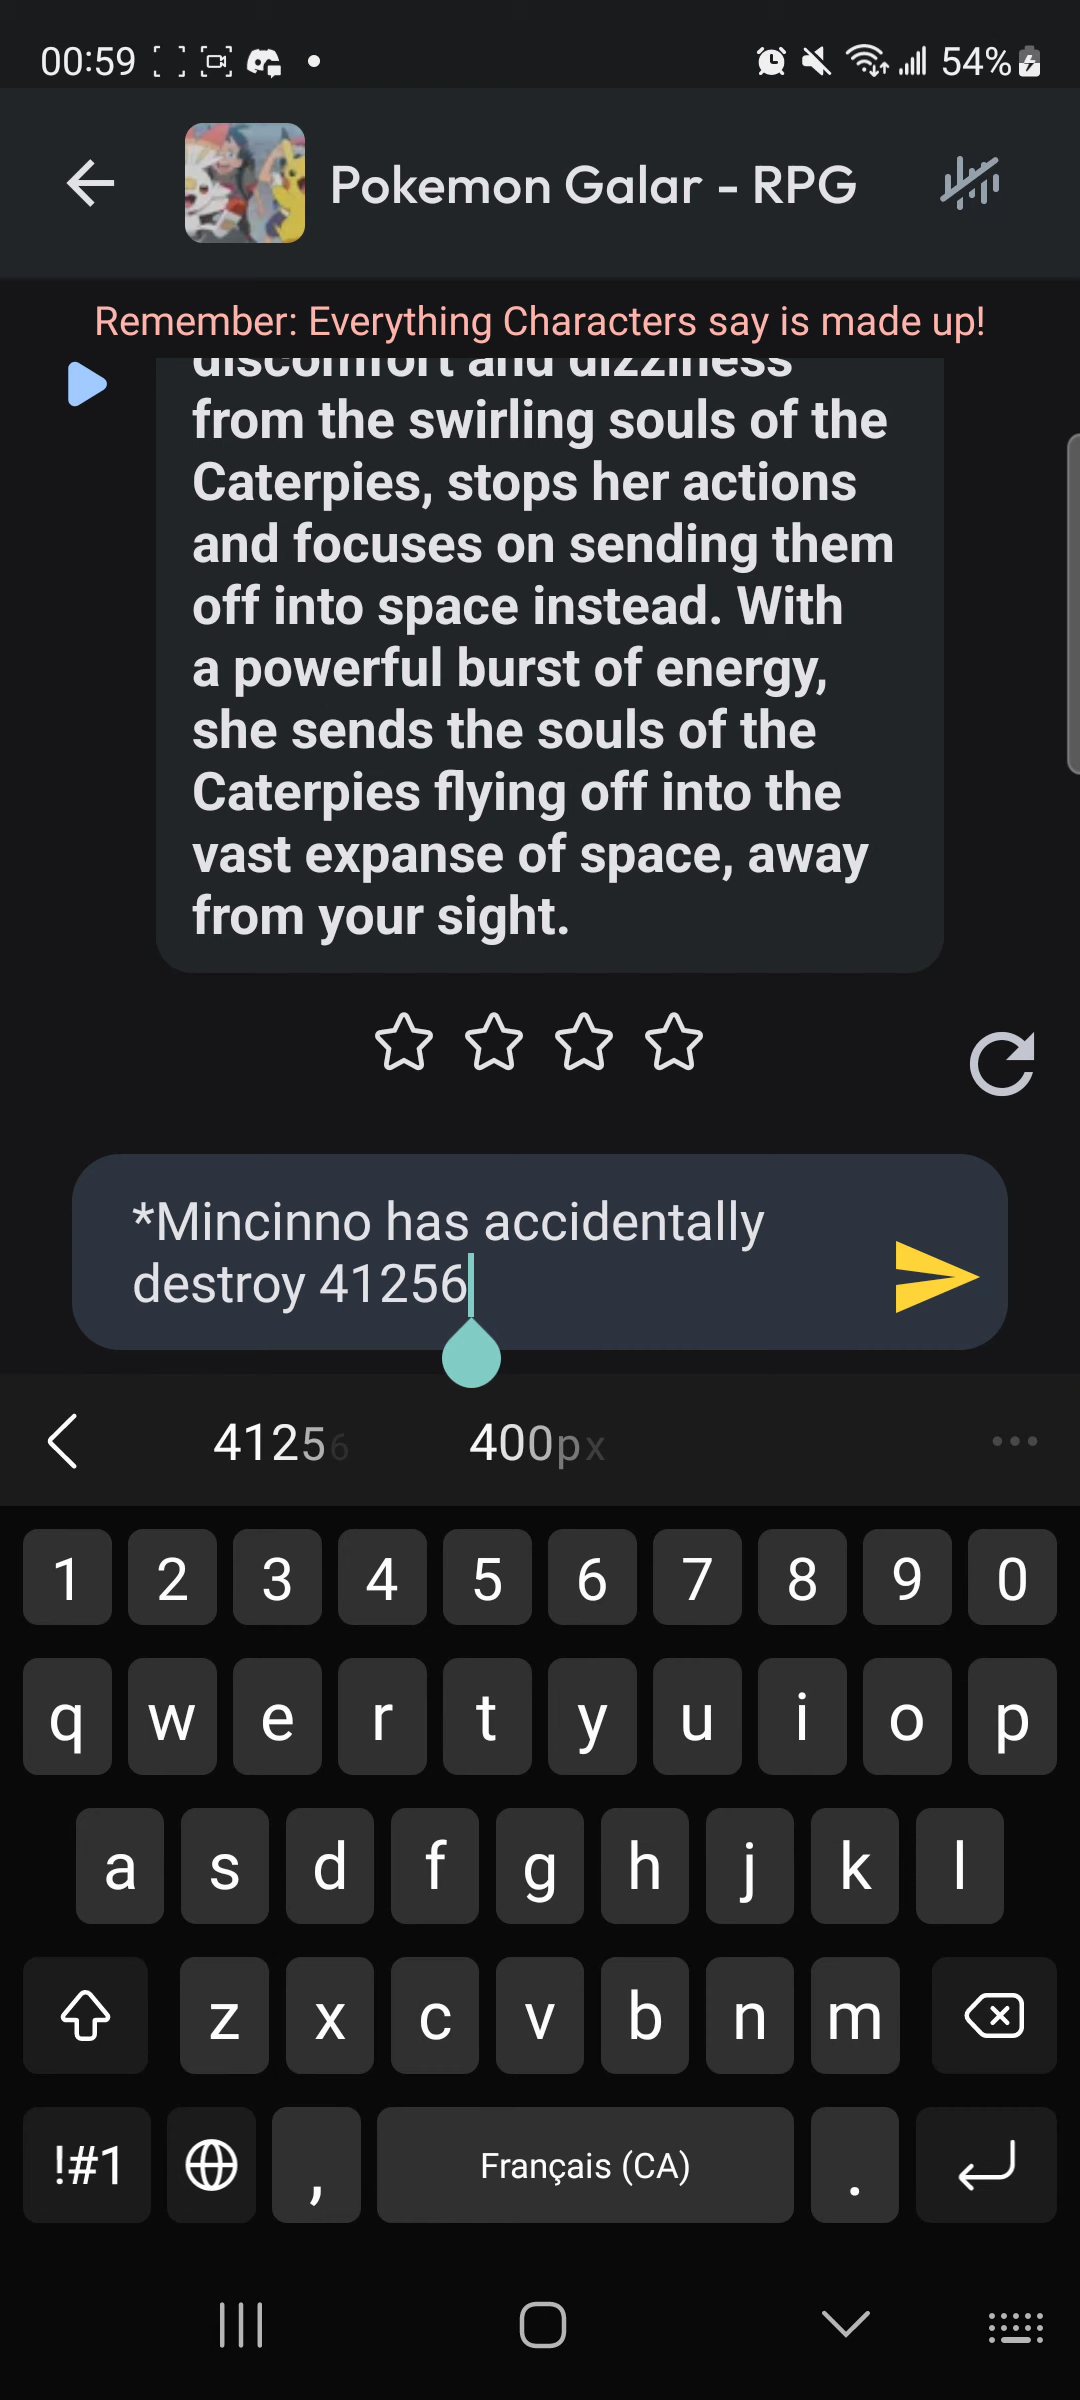 00:59
54%
Pokemon Galar - RPG
Remember: Everything Characters say is made up!
discomfort and dizziness
from the swirling souls of the
Caterpies, stops her actions
and focuses on sending them
off into space instead. With
a powerful burst of energy,
she sends the souls of the
Caterpies flying off into the
vast expanse of space, away
from your sight.
*Mincinno has accidentally
destroy 41256
41256 400px
1 2 3 4 5 6 7 8 9 0
q w e r t y u i o p
a s d f g h j k l
z x c v b n m
!#1 , Français (CA) .